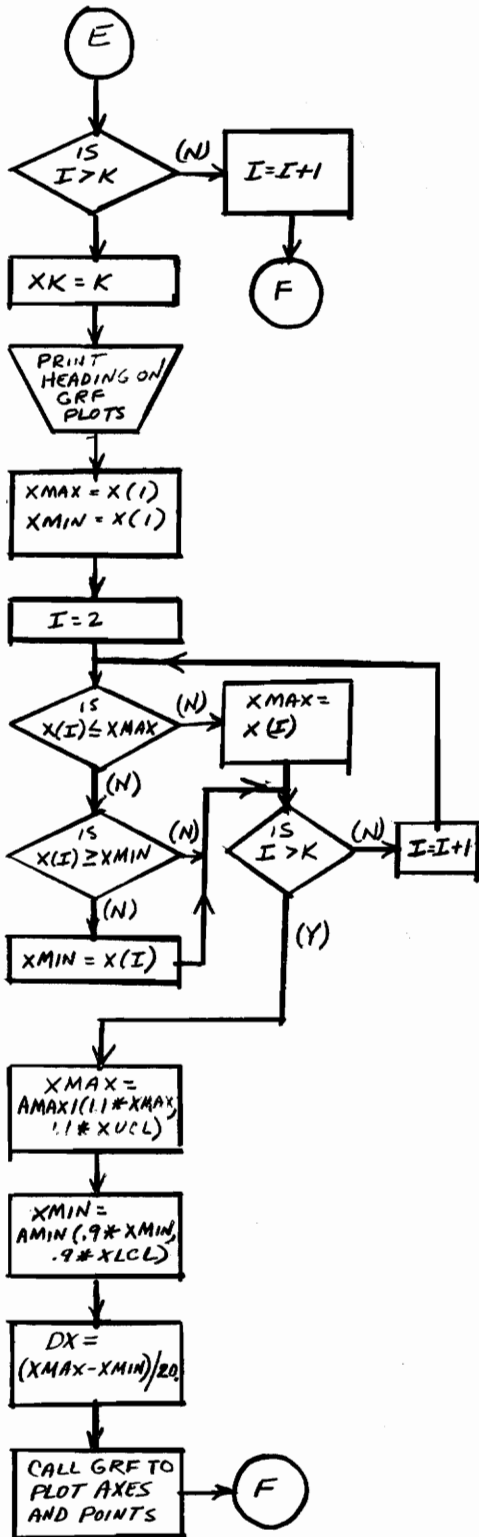 E
IS
I > K
(N)
I = I + 1
F
XK = K
PRINT
HEADING ON
GRF
PLOTS
XMAX = X(1)
XMIN = X(1)
I = 2
IS
X(I) ≤ XMAX
(N)
XMAX =
X(I)
(N)
IS
X(I) ≥ XMIN
(N)
IS
I > K
(N)
I = I+1
(N)
XMIN = X(I)
(Y)
XMAX =
AMAX1(1.1* XMAX,
1.1* XUCL)
XMIN =
AMIN(.9* XMIN,
.9* XLCL)
DX =
(XMAX-XMIN)/20.
CALL GRF TO
PLOT AXES
AND POINTS
F